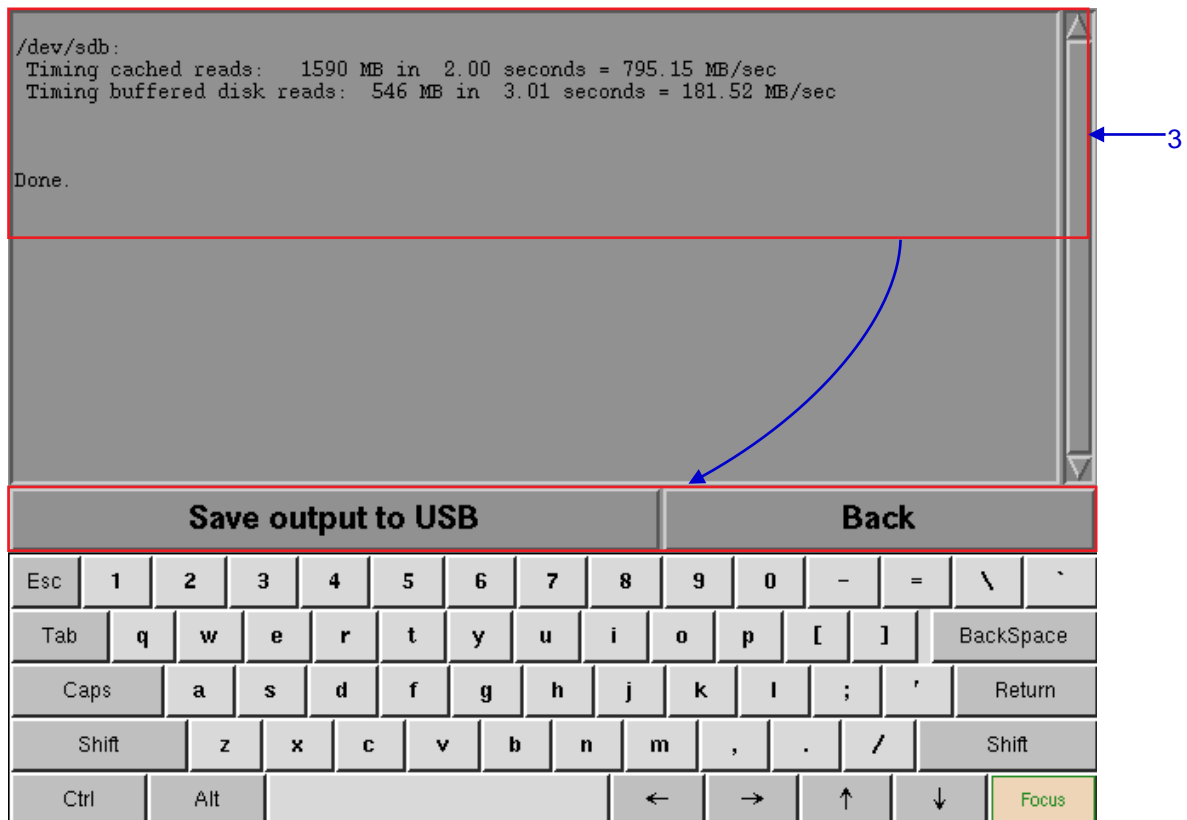 /dev/sdb:
Timing cached reads:   1590 MB in  2.00 seconds = 795.15 MB/sec
Timing buffered disk reads:  546 MB in  3.01 seconds = 181.52 MB/sec
3
Done.
Save output to USB Back
Esc 1 2 3 4 5 6 7 8 9 0 - = \ `
Tab q w e r t y u i o p [ ] BackSpace
Caps a s d f g h j k l ; ' Return
Shift z x c v b n m , . / Shift
Ctrl Alt ← → ↑ ↓ Focus